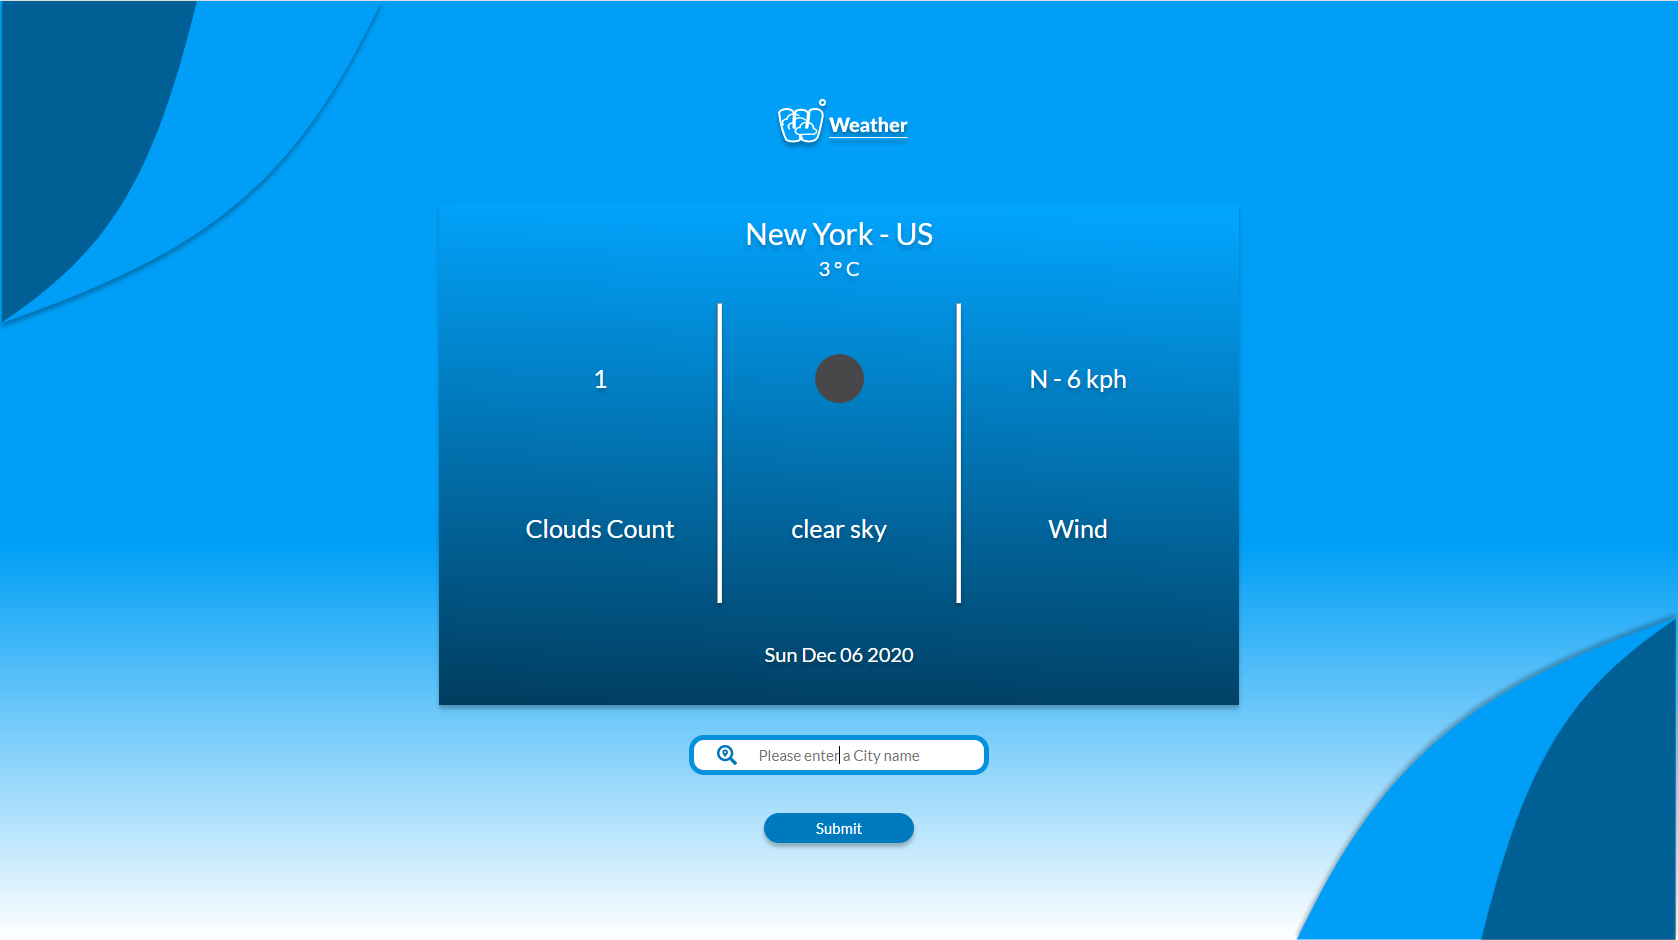 Weather
New York - US
3 ° C
1
N - 6 kph
Clouds Count
clear sky
Wind
Sun Dec 06 2020
Please enter a City name
Submit